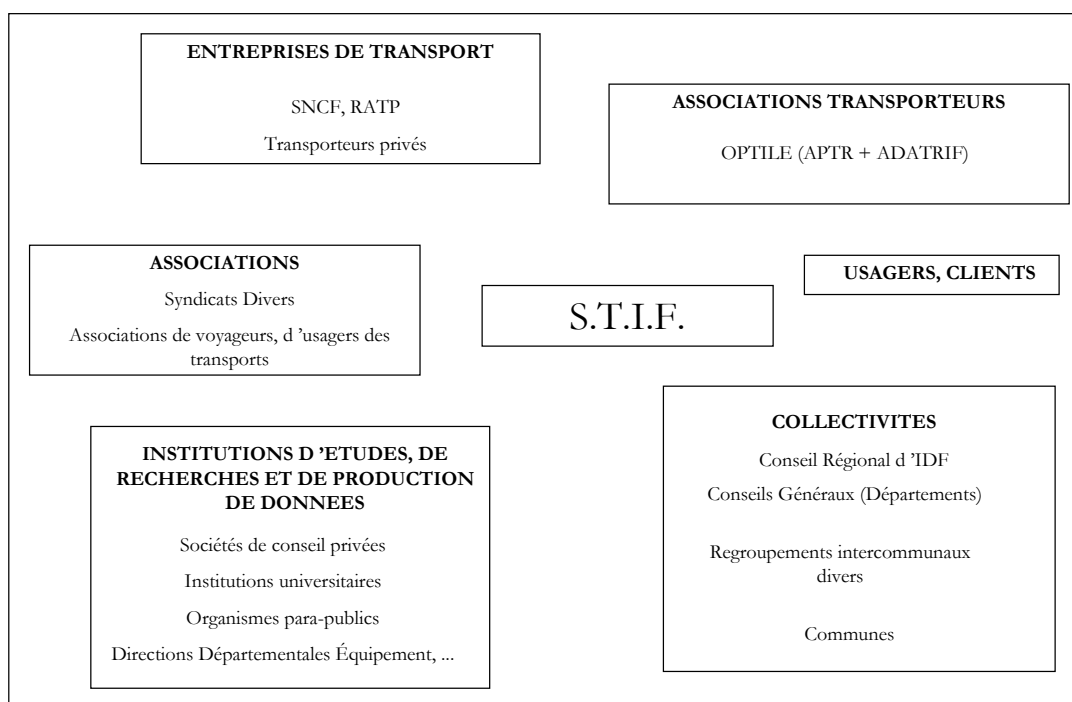 ENTREPRISES DE TRANSPORT
SNCF, RATP
Transporteurs privés
ASSOCIATIONS TRANSPORTEURS
OPTILE (APTR + ADATRIF)
ASSOCIATIONS
Syndicats Divers
Associations de voyageurs, d ’usagers des
transports
S.T.I.F.
USAGERS, CLIENTS
INSTITUTIONS D ’ETUDES, DE
RECHERCHES ET DE PRODUCTION
DE DONNEES
Sociétés de conseil privées
Institutions universitaires
Organismes para-publics
Directions Départementales Équipement, ...
COLLECTIVITES
Conseil Régional d ’IDF
Conseils Généraux (Départements)
Regroupements intercommunaux
divers
Communes